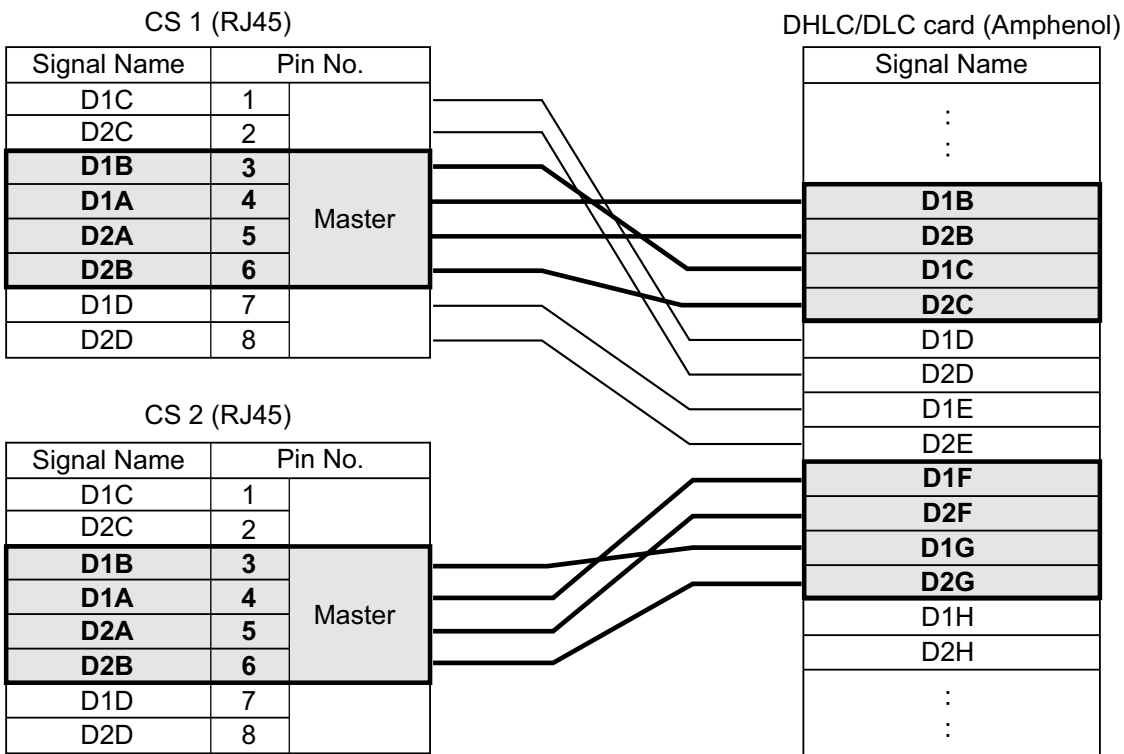 CS 1 (RJ45)
Signal Name Pin No.
D1C 1
D2C 2
D1B 3
D1A 4
D2A 5
D2B 6
Master
D1D 7
D2D 8
CS 2 (RJ45)
Signal Name Pin No.
D1C 1
D2C 2
D1B 3
D1A 4
D2A 5
D2B 6
Master
D1D 7
D2D 8
DHLC/DLC card (Amphenol)
Signal Name
:
:
D1B
D2B
D1C
D2C
D1D
D2D
D1E
D2E
D1F
D2F
D1G
D2G
D1H
D2H
:
: